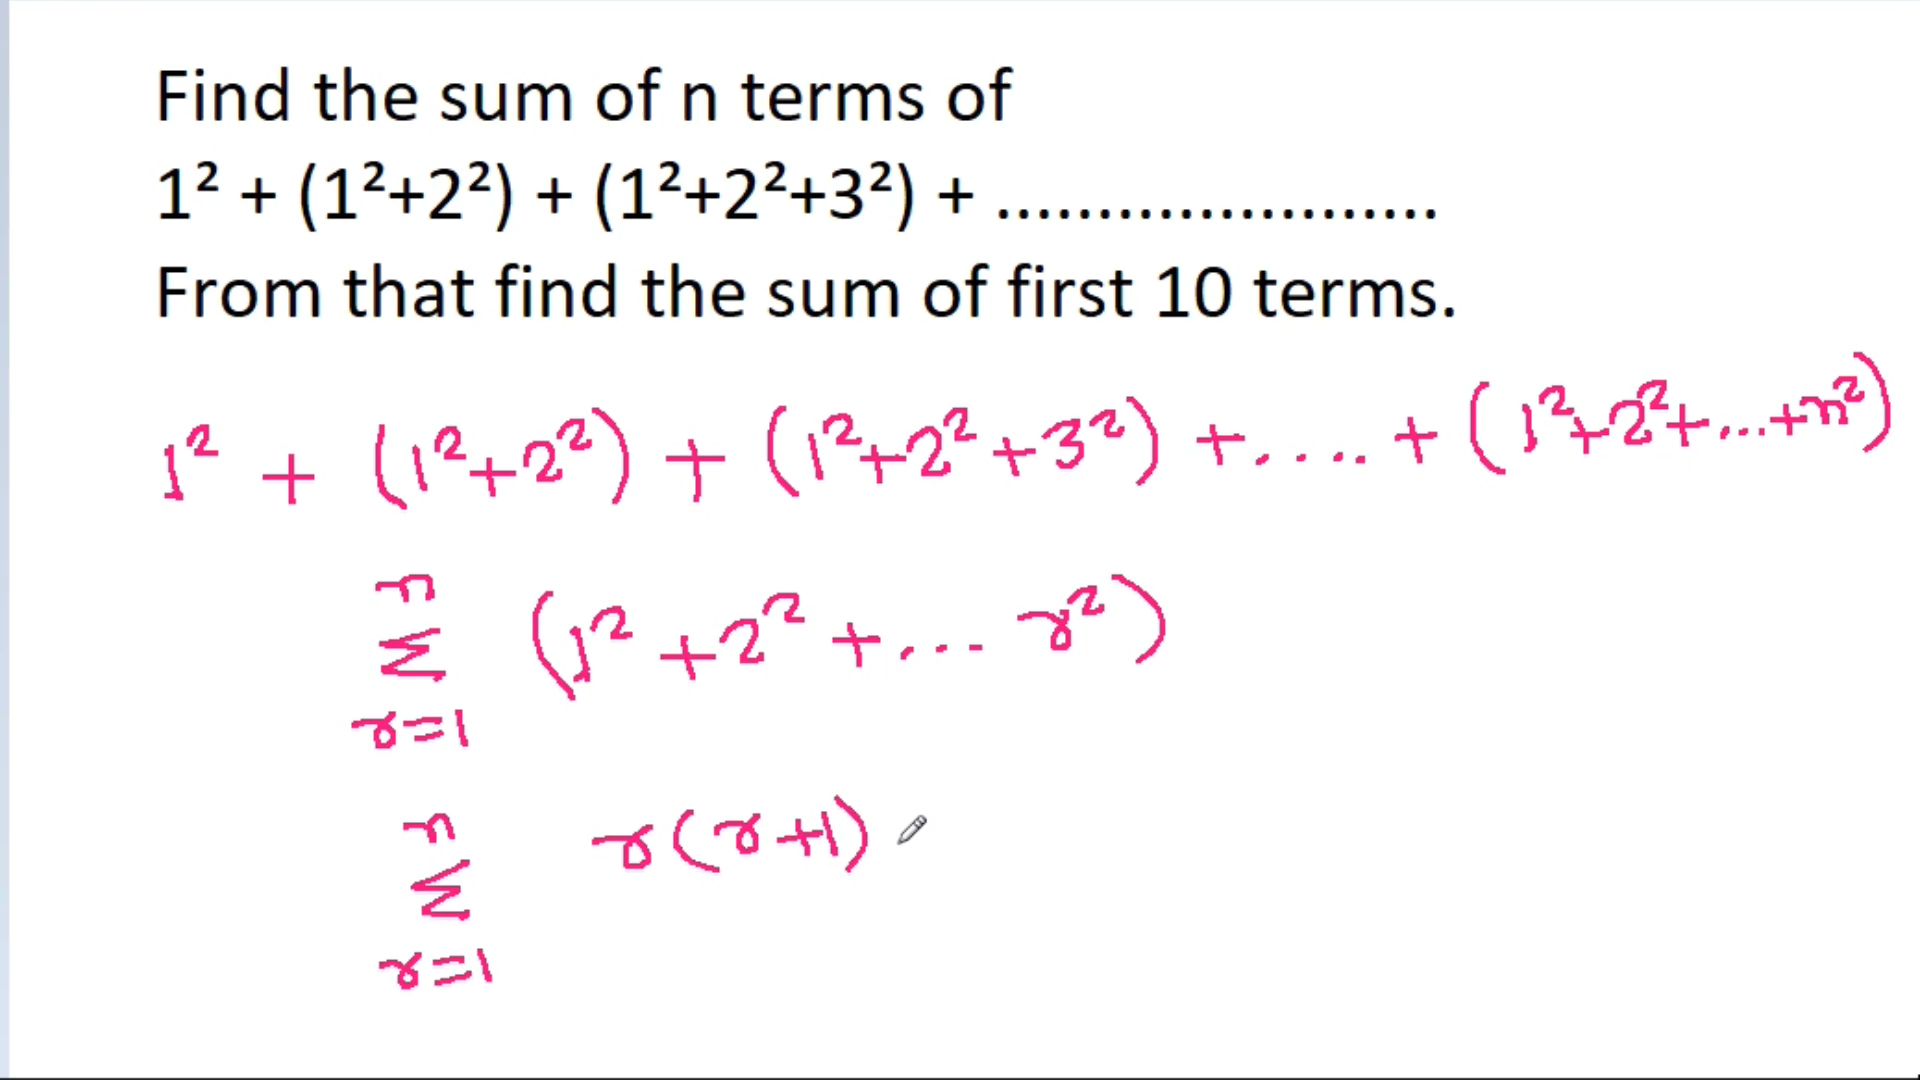 Find the sum of n terms of
1² + (1²+2²) + (1²+2²+3²) + ......................
From that find the sum of first 10 terms.
1² + (1²+2²) + (1²+2²+3²) +.....+ (1²+2²+...+n²)
n
Σ (1²+2²+... r²)
r=1
n
Σ r(r+1)
r=1